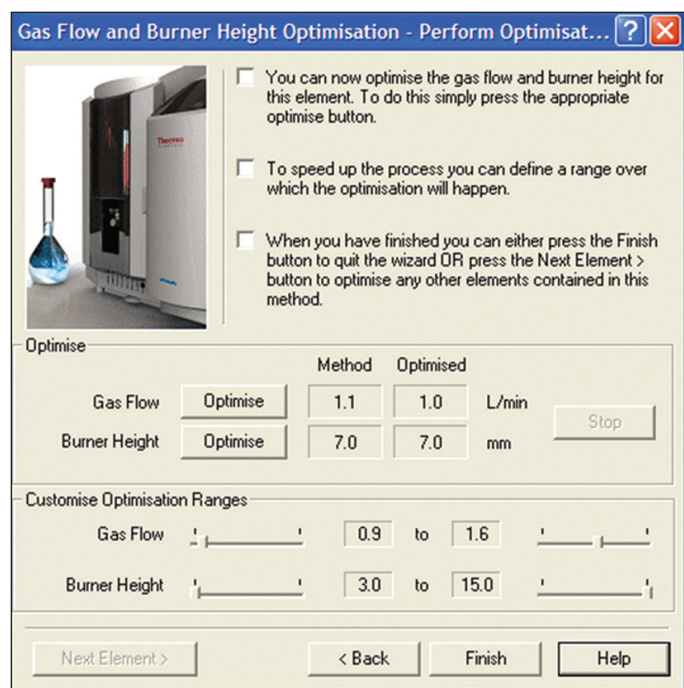 Gas Flow and Burner Height Optimisation - Perform Optimisat...
You can now optimise the gas flow and burner height for
this element. To do this simply press the appropriate
optimise button.
Thermo
To speed up the process you can define a range over
which the optimisation will happen.
When you have finished you can either press the Finish
button to quit the wizard OR press the Next Element >
button to optimise any other elements contained in this
method.
Optimise
Method Optimised
Gas Flow Optimise 1.1 1.0 L/min
Stop
Burner Height Optimise 7.0 7.0 mm
Customise Optimisation Ranges
Gas Flow 0.9 to 1.6
Burner Height 3.0 to 15.0
Next Element > < Back Finish Help